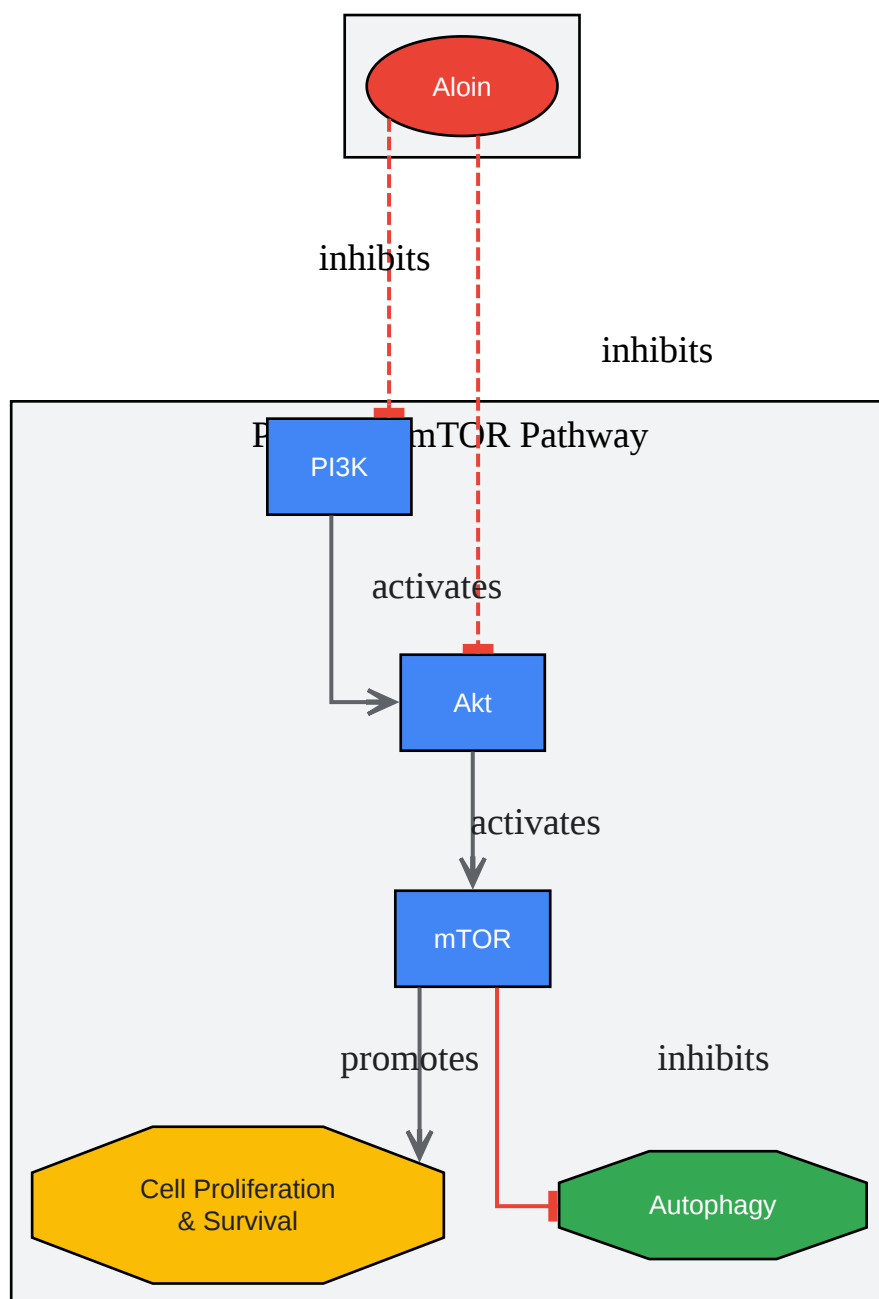 Aloin
inhibits
inhibits
mTOR Pathway
PI3K
activates
Akt
activates
mTOR
promotes
inhibits
Cell Proliferation
& Survival
Autophagy